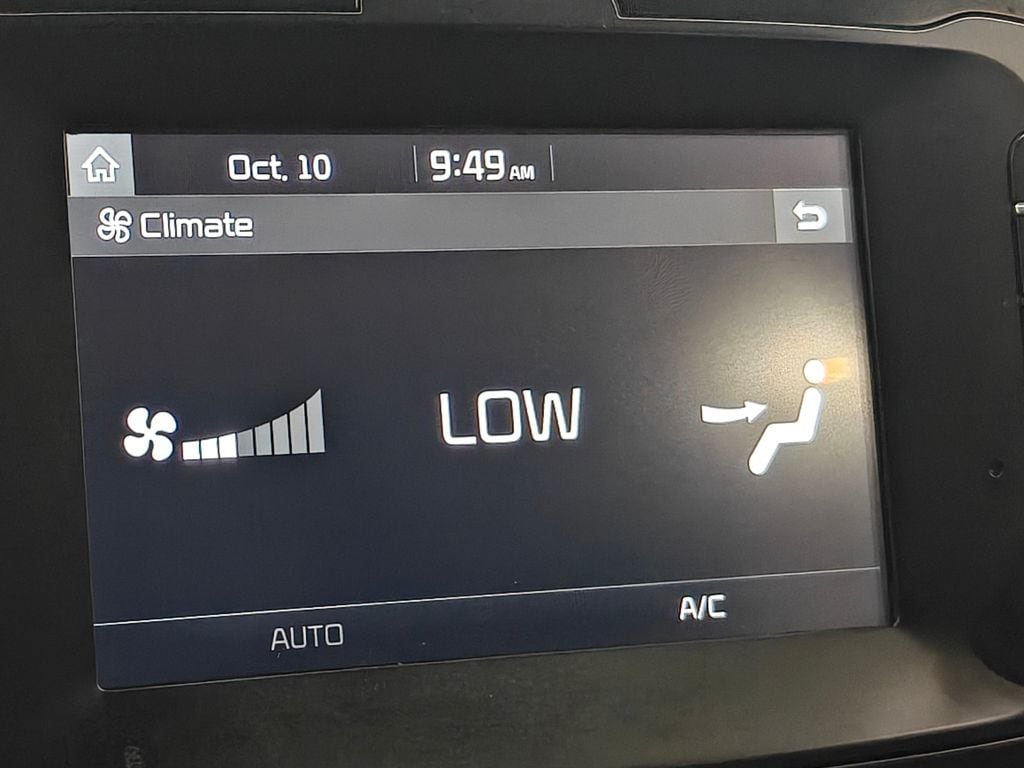 Oct. 10 9:49 AM
Climate
LOW
AUTO A/C